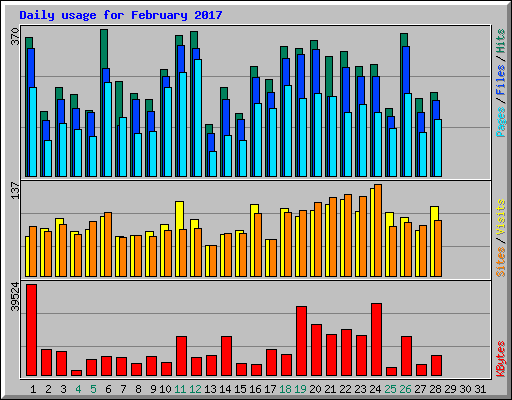 Daily usage for February 2017
370
Pages / Files / Hits
137
Sites / Visits
39524
KBytes
1 2 3 4 5 6 7 8 9 10 11 12 13 14 15 16 17 18 19 20 21 22 23 24 25 26 27 28 29 30 31